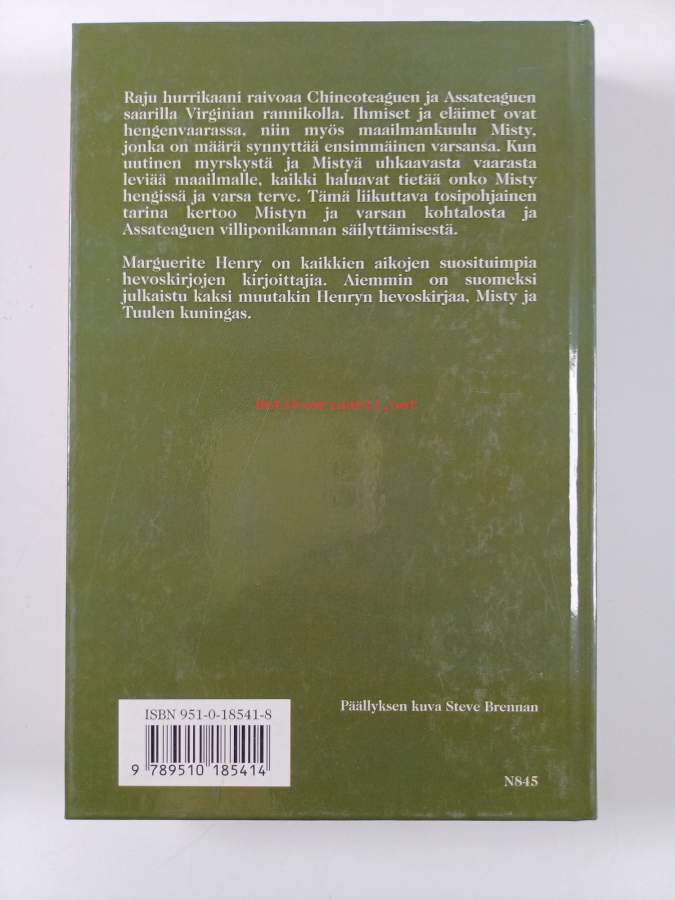 Raju hurrikaani raivoaa Chincoteaguen ja Assateaguen
saarilla Virginian rannikolla. Ihmiset ja eläimet ovat
hengenvaarassa, niin myös maailmankuulu Misty,
jonka on määrä synnyttää ensimmäinen varsansa. Kun
uutinen myrskystä ja Mistyä uhkaavasta vaarasta
leviää maailmalle, kaikki haluavat tietää onko Misty
hengissä ja varsa terve. Tämä liikuttava tosipohjainen
tarina kertoo Mistyn ja varsan kohtalosta ja
Assateaguen villiponikannan säilyttämisestä.
Marguerite Henry on kaikkien aikojen suosituimpia
hevoskirjojen kirjoittajia. Aiemmin on suomeksi
julkaistu kaksi muutakin Henryn hevoskirjaa, Misty ja
Tuulen kuningas.
Antikvariaatti.net
ISBN 951-0-18541-8
9 789510 185414
Päällyksen kuva Steve Brennan
N845